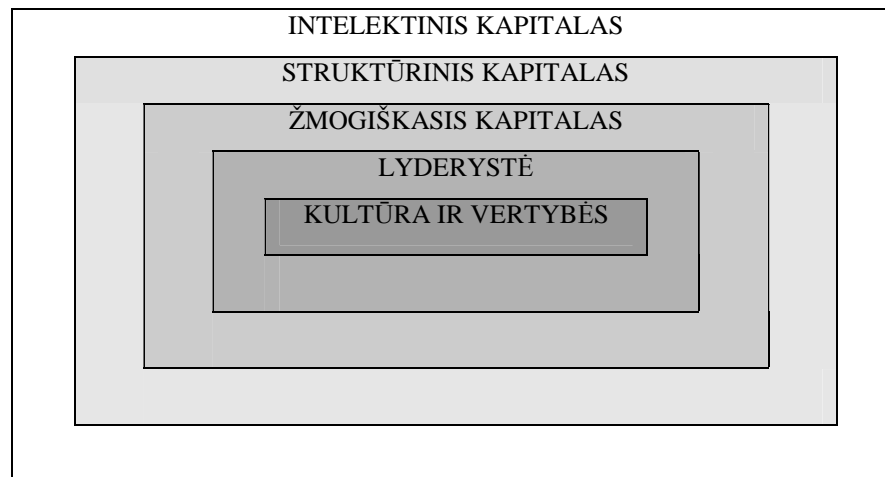 INTELEKTINIS KAPITALAS
STRUKTŪRINIS KAPITALAS
ŽMOGIŠKASIS KAPITALAS
LYDERYSTĖ
KULTŪRA IR VERTYBĖS